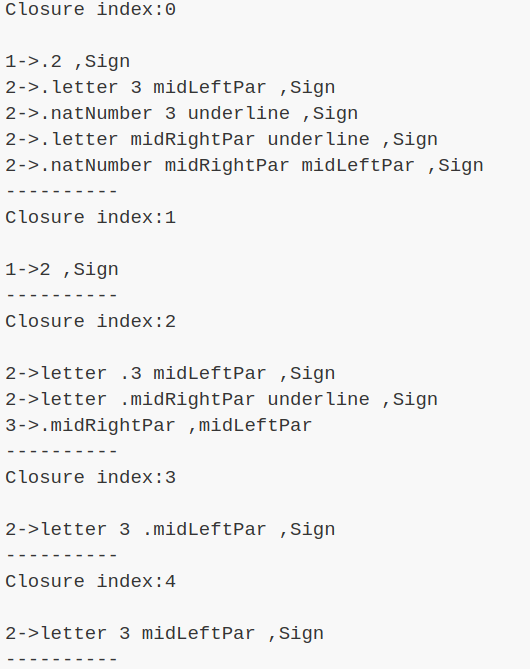 Closure index:0
1->.2 ,Sign
2->.letter 3 midLeftPar ,Sign
2->.natNumber 3 underline ,Sign
2->.letter midRightPar underline ,Sign
2->.natNumber midRightPar midLeftPar ,Sign
----------
Closure index:1
1->2 ,Sign
----------
Closure index:2
2->letter .3 midLeftPar ,Sign
2->letter .midRightPar underline ,Sign
3->.midRightPar ,midLeftPar
----------
Closure index:3
2->letter 3 .midLeftPar ,Sign
----------
Closure index:4
2->letter 3 midLeftPar ,Sign
----------